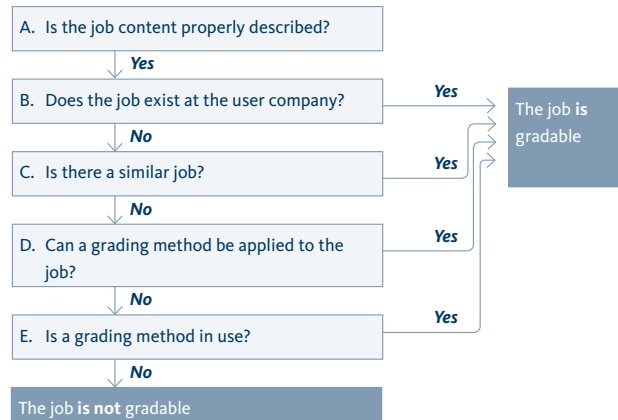 A. Is the job content properly described?
Yes
B. Does the job exist at the user company?
Yes
The job is
gradable
No
C. Is there a similar job?
Yes
No
D. Can a grading method be applied to the
job?
Yes
No
E. Is a grading method in use?
Yes
No
The job is not gradable